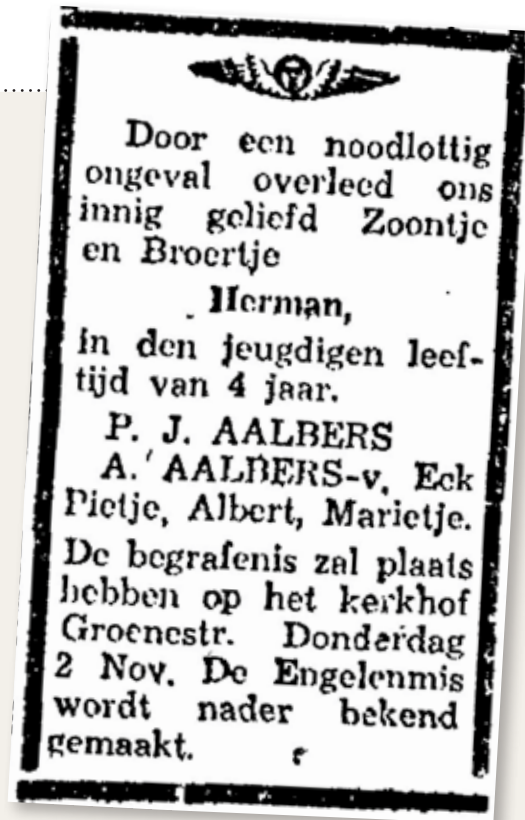 Door een noodlottig
ongeval overleed ons
innig geliefd Zoontje
en Broertje
Herman,
in den jeugdigen leef-
tijd van 4 jaar.
P. J. AALBERS
A. AALBERS-v. Eck
Pietje, Albert, Marietje.
De begrafenis zal plaats
hebben op het kerkhof
Groenestr. Donderdag
2 Nov. De Engelenmis
wordt nader bekend
gemaakt.